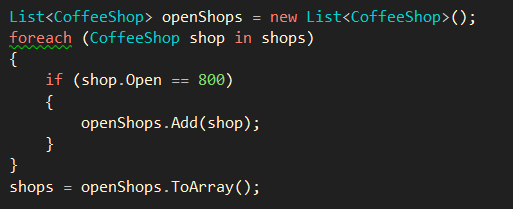 List<CoffeeShop> openShops = new List<CoffeeShop>();
foreach (CoffeeShop shop in shops)
{
    if (shop.Open == 800)
    {
        openShops.Add(shop);
    }
}
shops = openShops.ToArray();